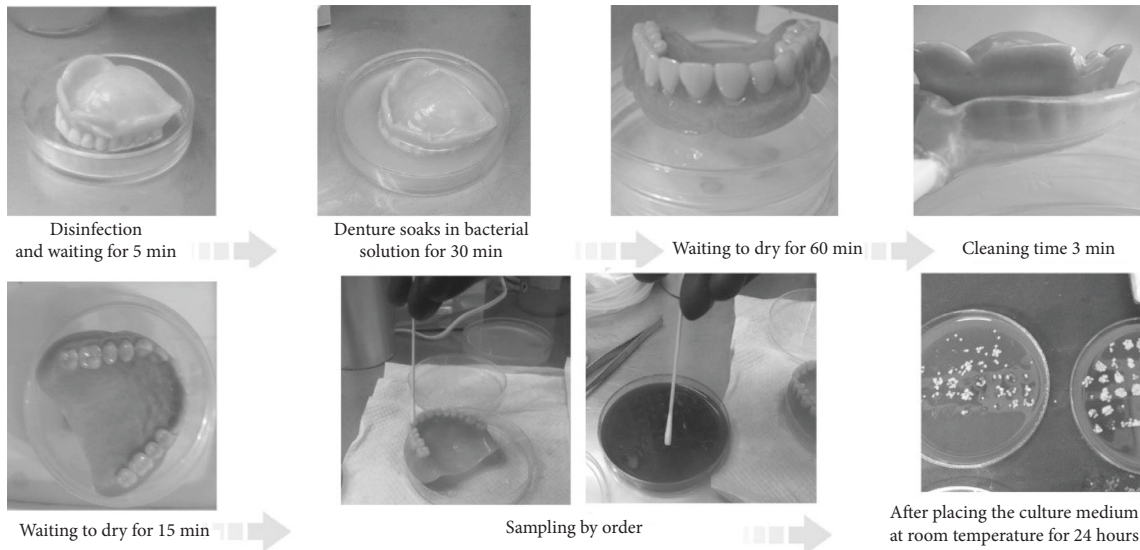 Disinfection
and waiting for 5 min
Denture soaks in bacterial
solution for 30 min
Waiting to dry for 60 min
Cleaning time 3 min
Waiting to dry for 15 min
Sampling by order
After placing the culture medium
at room temperature for 24 hours